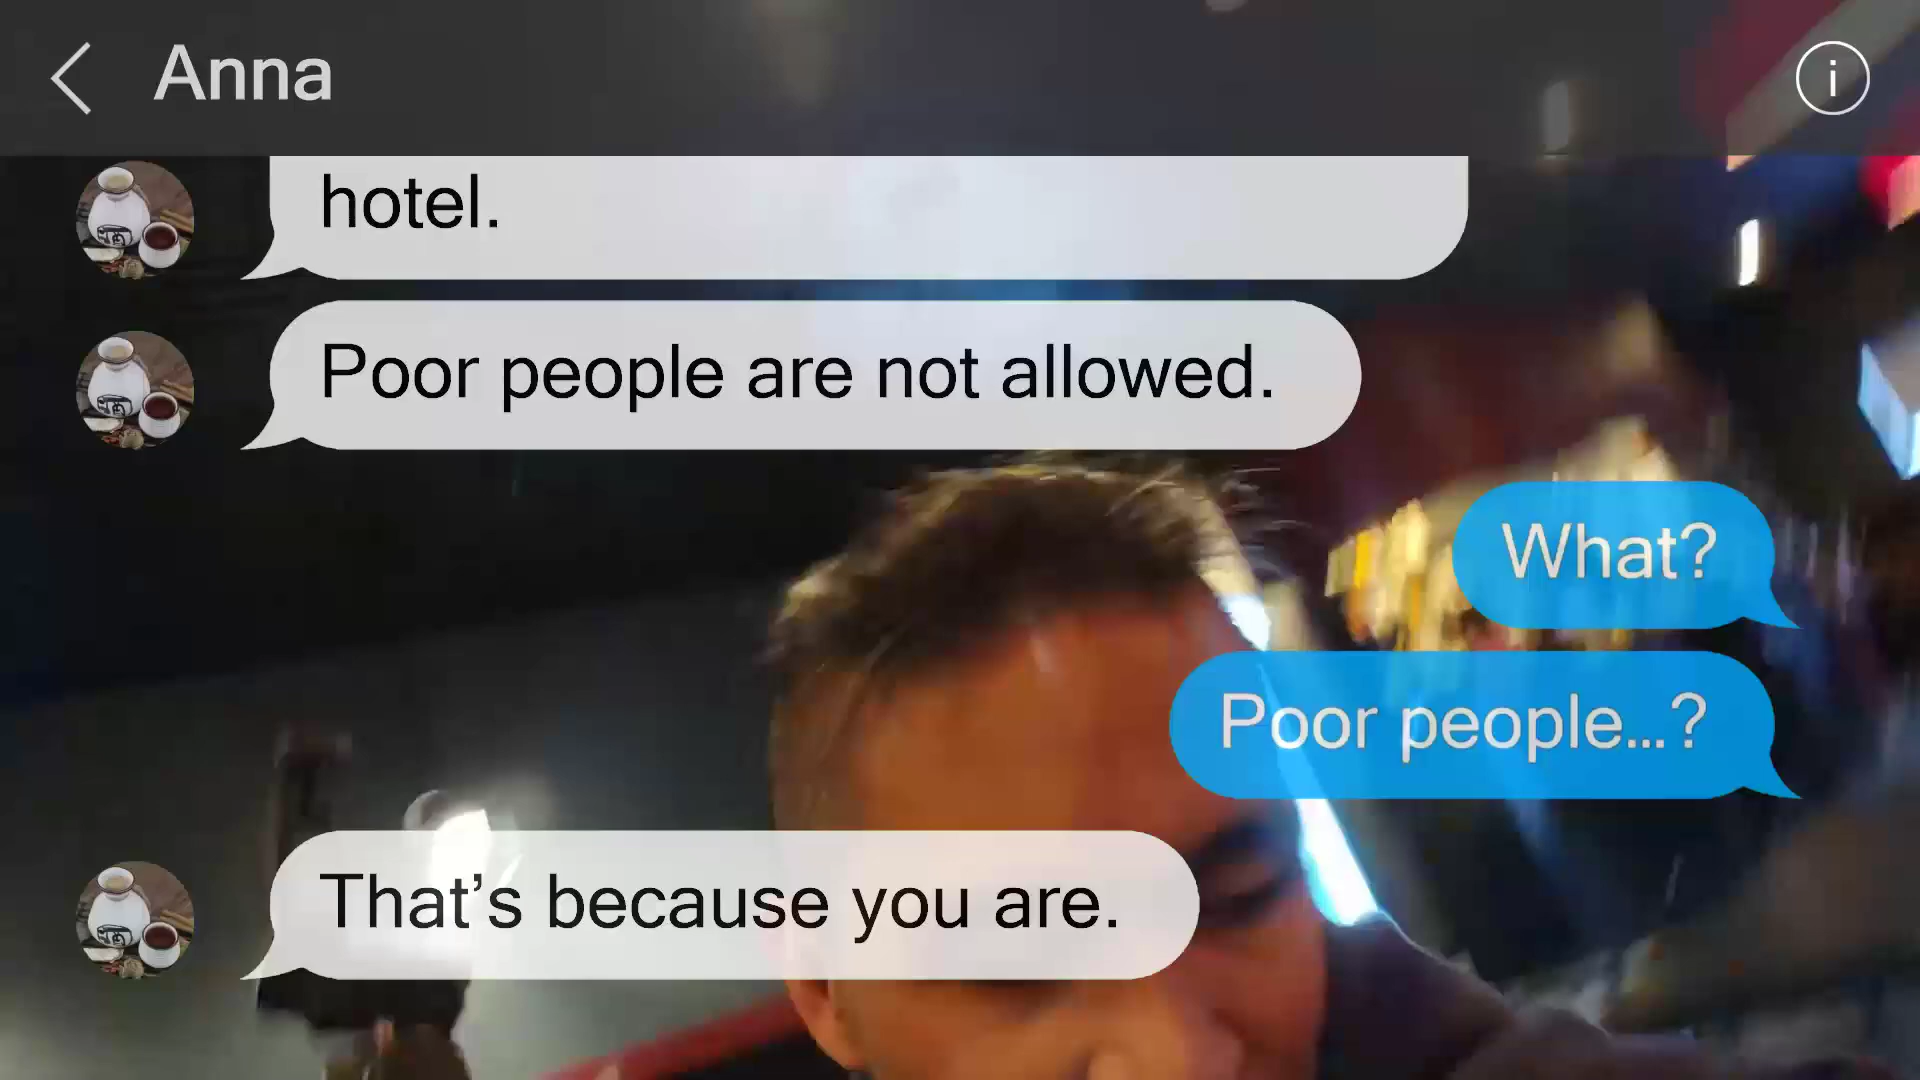 Anna
hotel.
Poor people are not allowed.
What?
Poor people...?
That’s because you are.